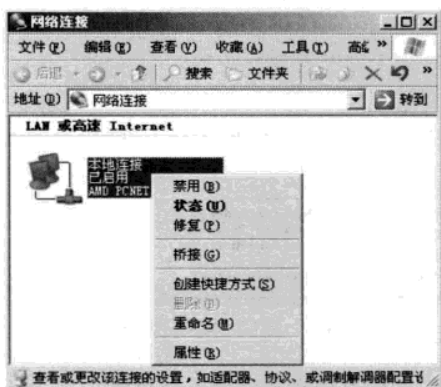 网络连接
文件(F) 编辑(E) 查看(V) 收藏(A) 工具(T) 高级 »
后退 搜索 文件夹 »
地址(D) 网络连接 转到
LAN 或高速 Internet
本地连接
已启用
AMD PCNET
禁用(B)
状态(U)
修复(P)
桥接(G)
创建快捷方式(S)
删除(D)
重命名(M)
属性(R)
查看或更改该连接的设置，如适配器、协议、或调制解调器配置设